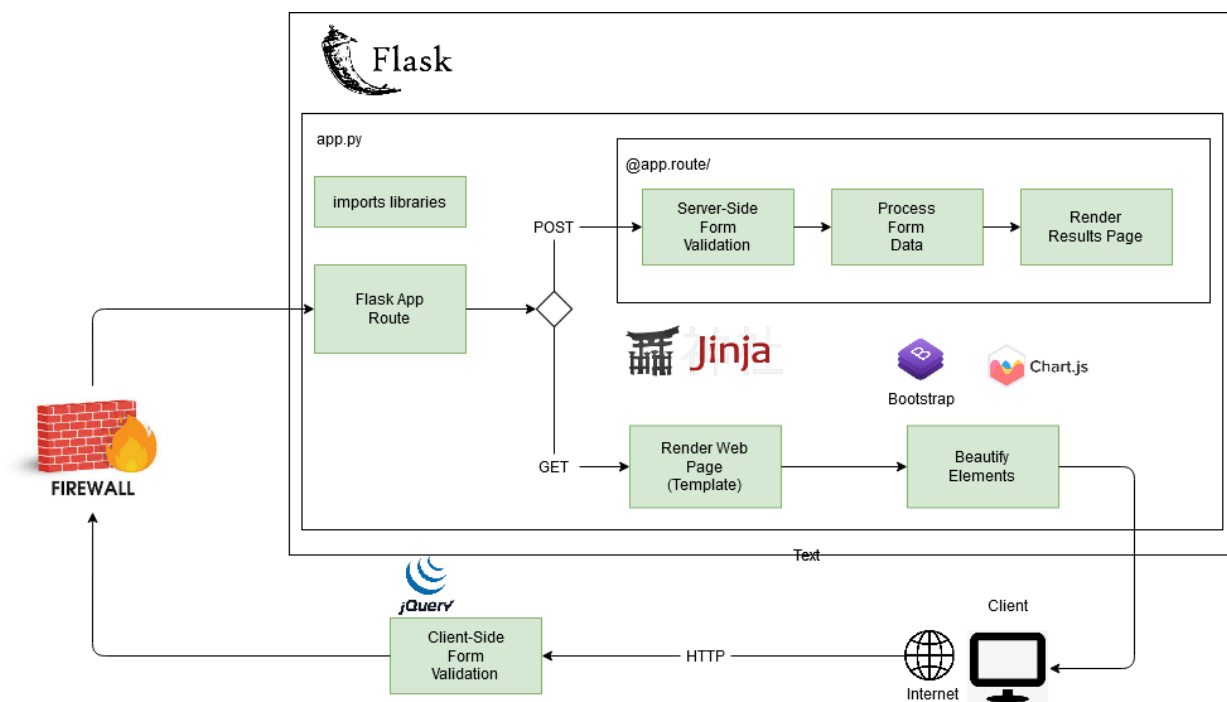 Flask
app.py
@app.route/
imports libraries
Server-Side
Form
Validation
Process
Form
Data
Render
Results Page
POST
Flask App
Route
Jinja
Chart.js
Bootstrap
FIREWALL
GET
Render Web
Page
(Template)
Beautify
Elements
Text
jQuery
Client
Client-Side
Form
Validation
HTTP
Internet